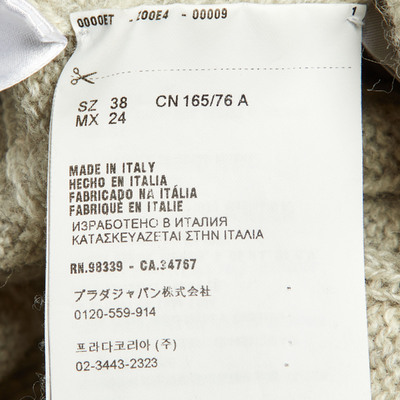 0000ET I00E4 - 00009 1
SZ 38 CN 165/76 A
MX 24
MADE IN ITALY
HECHO EN ITALIA
FABRICADO NA ITÁLIA
FABRIQUÉ EN ITALIE
ИЗРАБОТЕНО В ИТАЛИЯ
ΚΑΤΑΣΚΕΥΑΖΕΤΑΙ ΣΤΗΝ ΙΤΑΛΙΑ
RN.98339 - CA.34767
プラダジャパン株式会社
0120-559-914
프라다코리아 (주)
02-3443-2323